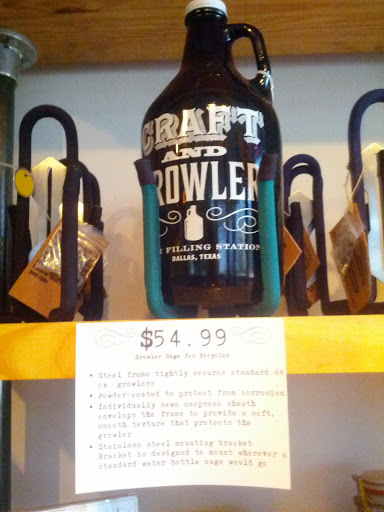 CRAFT
AND
ROWLER
FILLING STATION
DALLAS, TEXAS
$54.99
Growler Cage for Bicycles
• Steel frame tightly secures standard 64
oz growlers
• Powder-coated to protect from corrosion
• Individually sewn neoprene sheath
envelops the frame to provide a soft,
smooth texture that protects the
growler
• Stainless steel mounting bracket
Bracket is designed to mount wherever a
standard water bottle cage would go